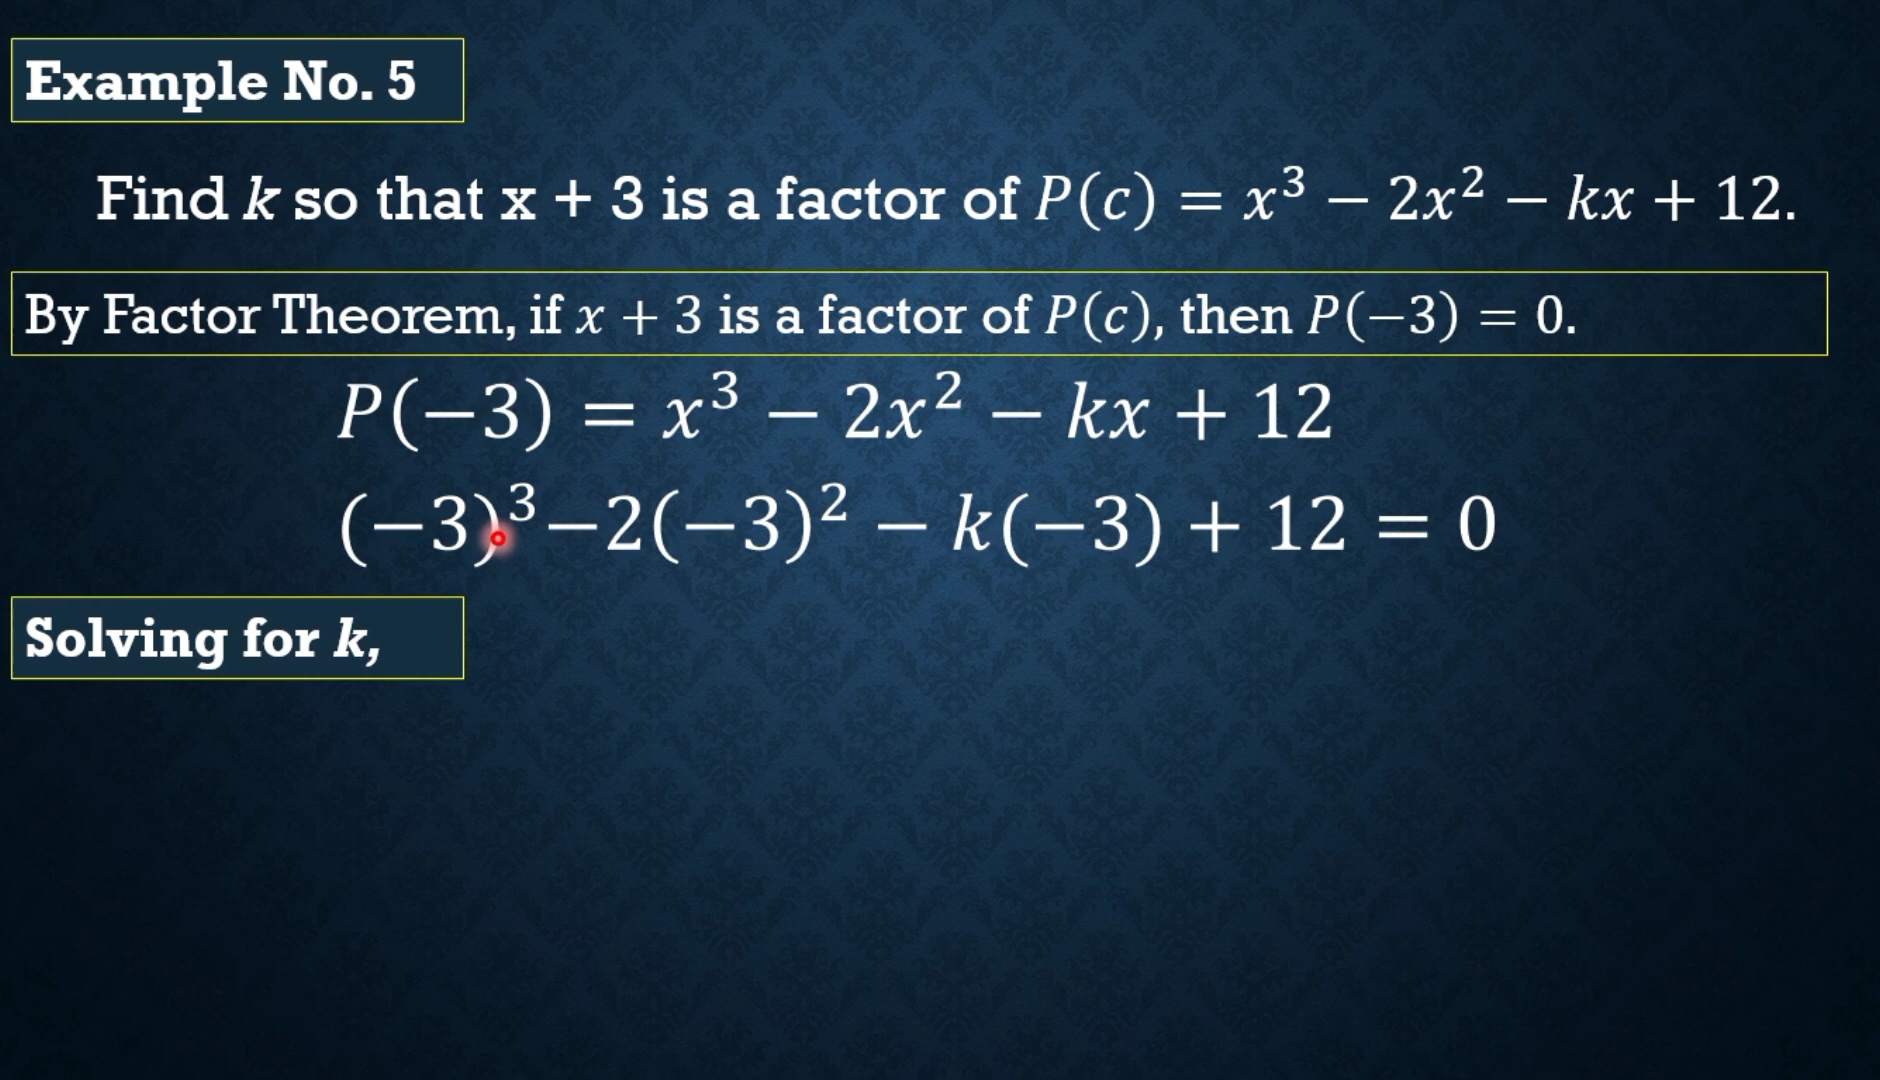 Example No. 5
Find k so that x + 3 is a factor of P(c) = x³ − 2x² − kx + 12.
By Factor Theorem, if x + 3 is a factor of P(c), then P(−3) = 0.
P(−3) = x³ − 2x² − kx + 12
(−3)³−2(−3)² − k(−3) + 12 = 0
Solving for k,